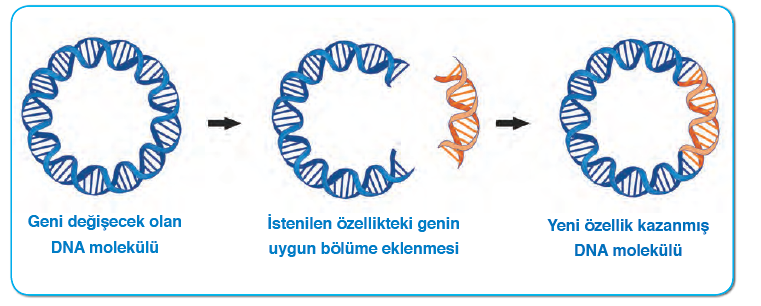 Geni değişecek olan
DNA molekülü
İstenilen özellikteki genin
uygun bölüme eklenmesi
Yeni özellik kazanmış
DNA molekülü